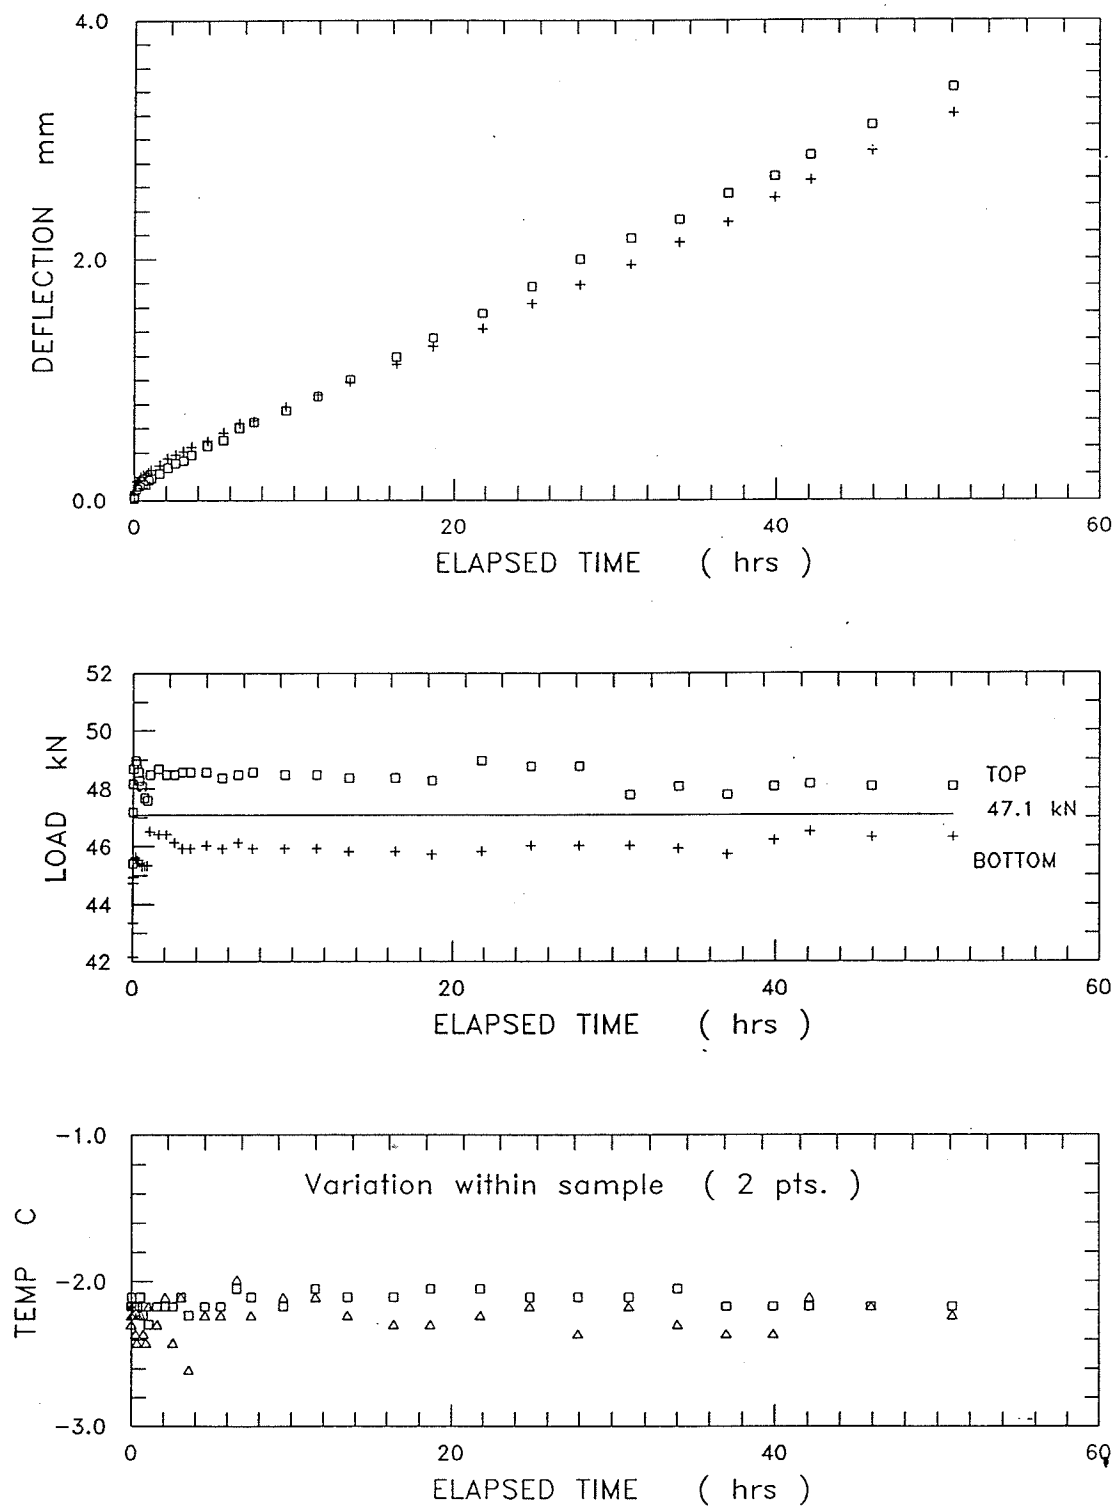 4.0
2.0
0.0
DEFLECTION mm
0 20 40 60
ELAPSED TIME ( hrs )
52
50
48
46
44
42
LOAD kN
TOP
47.1 kN
BOTTOM
0 20 40 60
ELAPSED TIME ( hrs )
-1.0
-2.0
-3.0
TEMP C
Variation within sample ( 2 pts. )
0 20 40 60
ELAPSED TIME ( hrs )